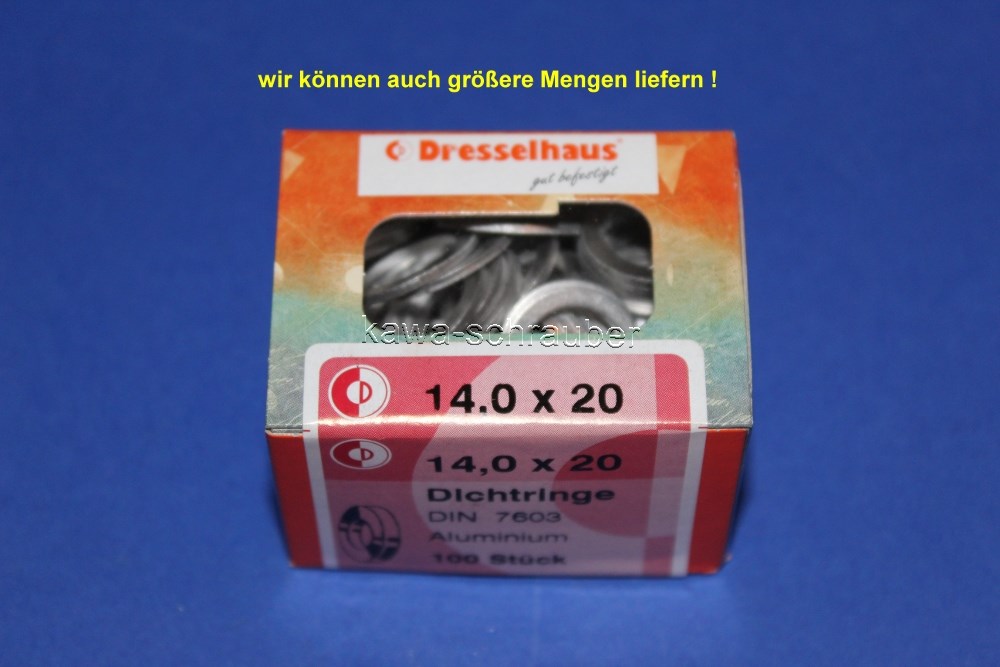 wir können auch größere Mengen liefern !
Dresselhaus
gut befestigt
kawa-schrauber
14.0 x 20
14,0 x 20
Dichtringe
DIN 7603
Aluminium
100 Stück